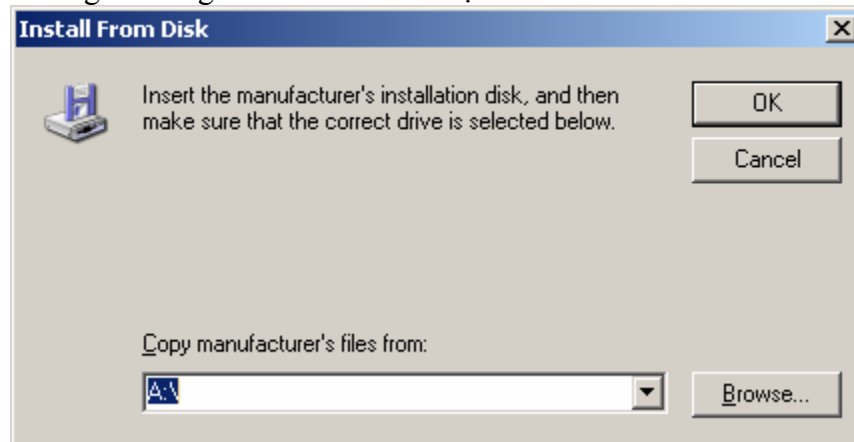 Install From Disk
Insert the manufacturer's installation disk, and then
make sure that the correct drive is selected below.
OK
Cancel
Copy manufacturer's files from:
A:\
Browse...